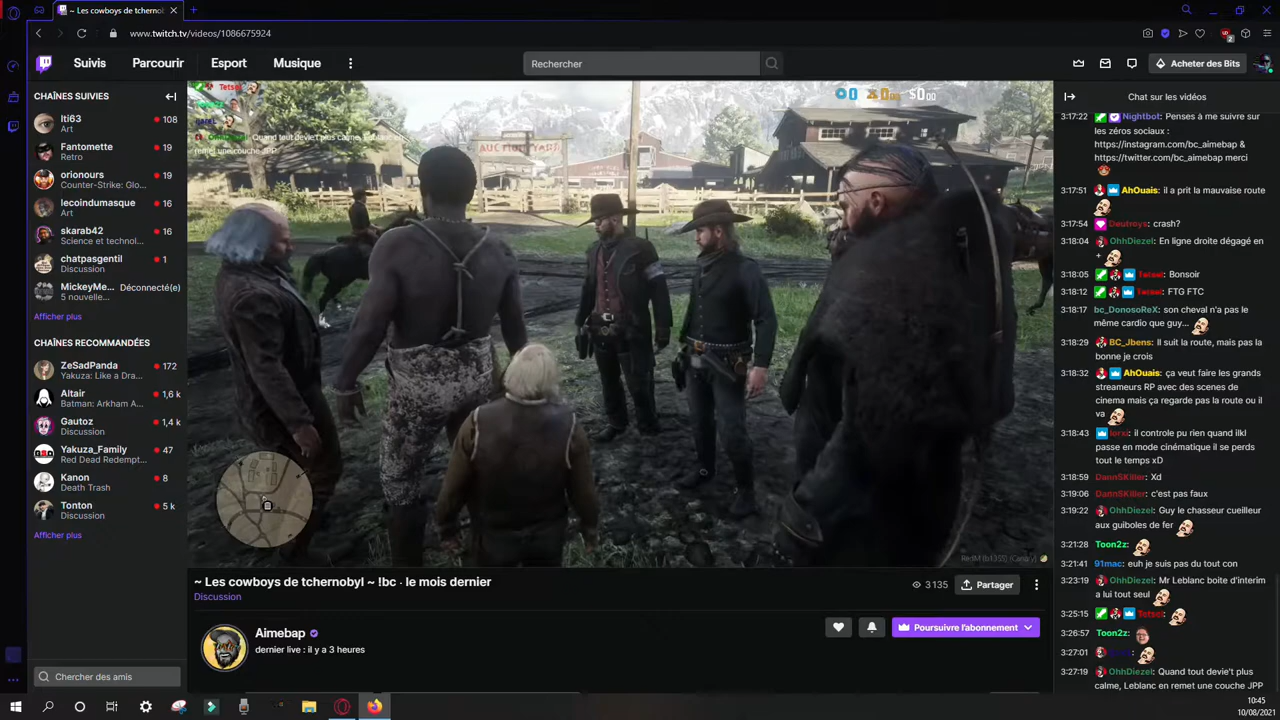 ~ Les cowboys de tchernob
www.twitch.tv/videos/1086675924
2
Suivis
Parcourir
Esport
Musique
Rechercher
Acheter des Bits
CHAÎNES SUIVIES
Iti63
108
Art
Fantomette
19
Retro
orionours
19
Counter-Strike: Glo...
lecoindumasque
16
Art
skarab42
16
Science et technol...
chatpasgentil
1
Discussion
MickeyMe...
Déconnecté(e)
5 nouvelle...
Afficher plus
CHAÎNES RECOMMANDÉES
ZeSadPanda
172
Yakuza: Like a Dra...
Altair
1,6 k
Batman: Arkham A...
Gautoz
1,4 k
Discussion
Yakuza_Family
47
Red Dead Redempt...
Kanon
8
Death Trash
Tonton
5 k
Discussion
Afficher plus
Chercher des amis
Tetsei
AUCTION YARD
0
$0
RedM (b1355) (Canary)
~ Les cowboys de tchernobyl ~ !bc · le mois dernier
Discussion
3 135
Partager
Aimebap
dernier live : il y a 3 heures
Poursuivre l'abonnement
Chat sur les vidéos
3:17:22 Nightbot: Penses à me suivre sur
les zéros sociaux :
https://instagram.com/bc_aimebap &
https://twitter.com/bc_aimebap merci
3:17:51 AhOuais: il a prit la mauvaise route
3:17:54 Deutroys: crash?
3:18:04 OhhDiezel: En ligne droite dégagé en
+
3:18:05 Tetsei: Bonsoir
3:18:12 Tetsei: FTG FTC
3:18:17 bc_DonosoReX: son cheval n'a pas le
même cardio que guy...
3:18:29 BC_Jbens: Il suit la route, mais pas la
bonne je crois
3:18:32 AhOuais: ça veut faire les grands
streameurs RP avec des scenes de
cinema mais ça regarde pas la route ou il
va
3:18:43 il controle pu rien quand ilkl
passe en mode cinématique il se perds
tout le temps xD
3:18:59 DannSKiller: Xd
3:19:06 DannSKiller: c'est pas faux
3:19:22 OhhDiezel: Guy le chasseur cueilleur
aux guiboles de fer
3:21:28 Toon2z:
3:21:41 91mac: euh je suis pas du tout con
3:23:19 OhhDiezel: Mr Leblanc boite d'interim
a lui tout seul
3:25:15 Tetsei:
3:26:57 Toon2z:
3:27:01
3:27:19 OhhDiezel: Quand tout devie't plus
calme, Leblanc en remet une couche JPP
10:45
10/08/2021